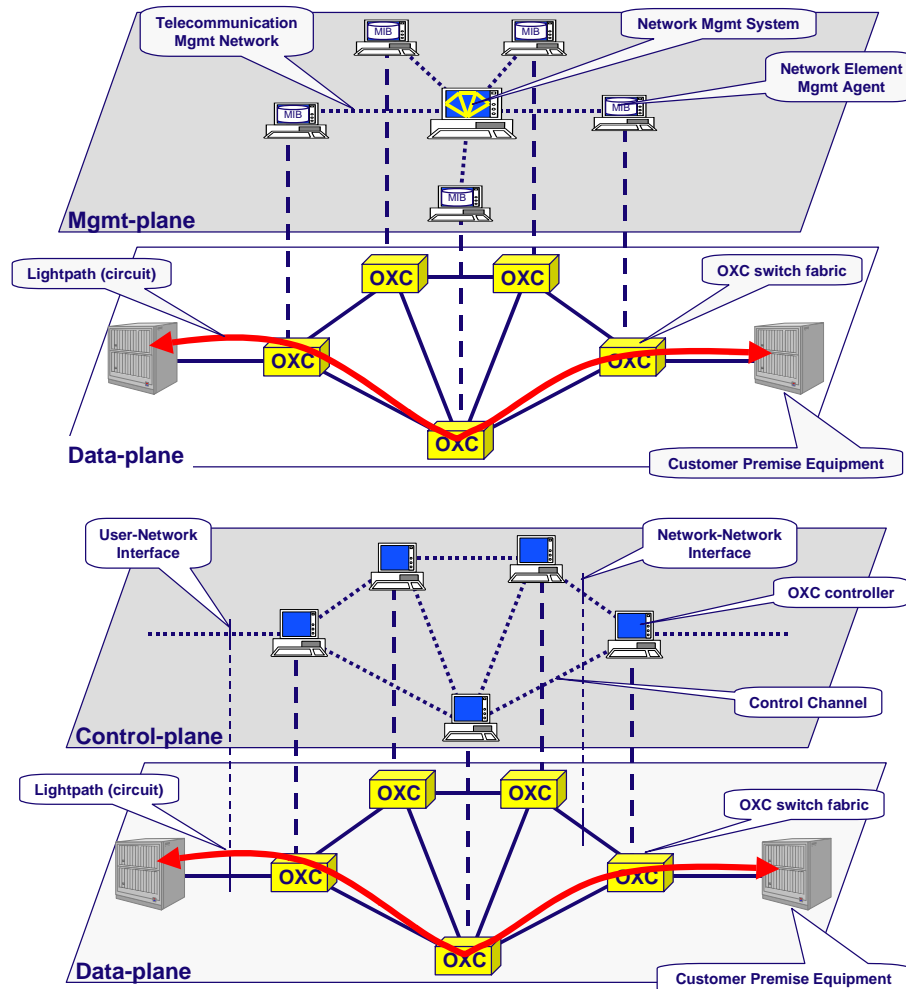 Telecommunication
Mgmt Network
MIB
MIB
Network Mgmt System
Network Element
Mgmt Agent
MIB
MIB
MIB
Mgmt-plane
Lightpath (circuit)
OXC
OXC
OXC switch fabric
OXC
OXC
OXC
Data-plane
Customer Premise Equipment
User-Network
Interface
Network-Network
Interface
OXC controller
Control Channel
Control-plane
Lightpath (circuit)
OXC
OXC
OXC switch fabric
OXC
OXC
OXC
Data-plane
Customer Premise Equipment